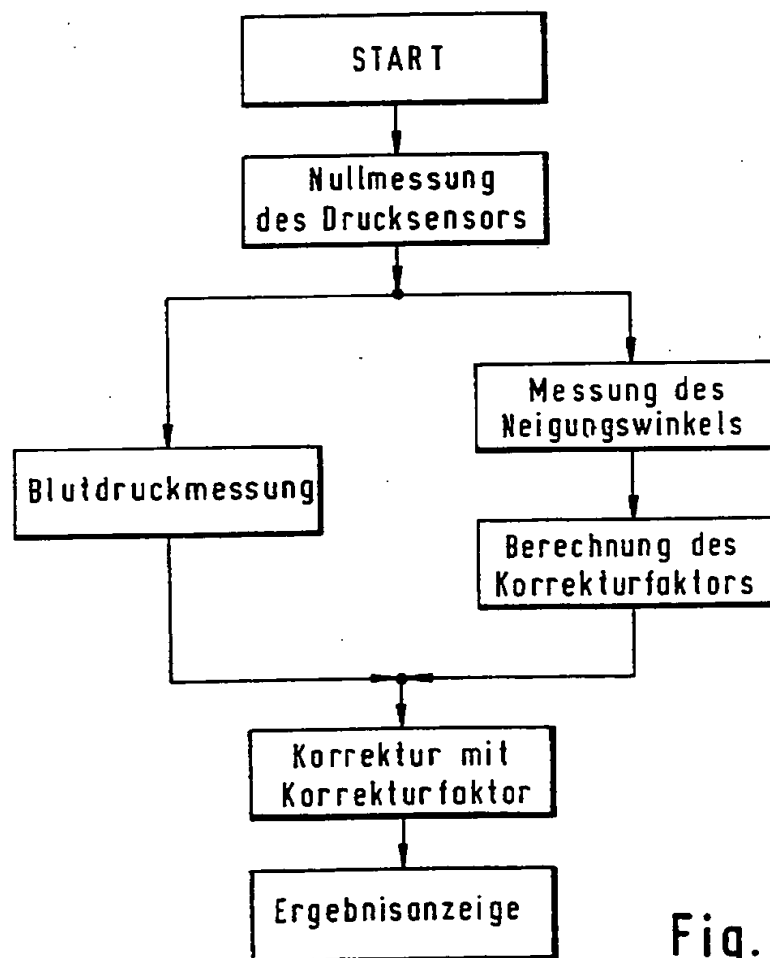 START
Nullmessung
des Drucksensors
Messung des
Neigungswinkels
Blutdruckmessung
Berechnung des
Korrekturfaktors
Korrektur mit
Korrekturfaktor
Ergebnisanzeige
Fig.